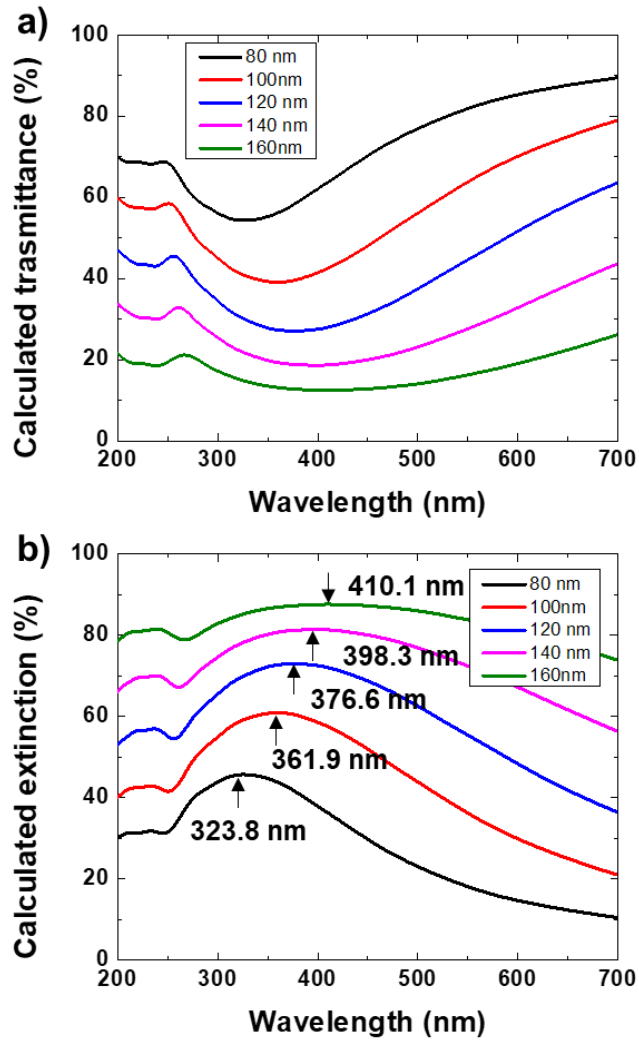 a)
Calculated trasmittance (%)
100
80
60
40
20
0
80 nm
100nm
120 nm
140 nm
160nm
200
300
400
500
600
700
Wavelength (nm)
b)
Calculated extinction (%)
100
80
60
40
20
0
80 nm
100nm
120 nm
140 nm
160nm
410.1 nm
398.3 nm
376.6 nm
361.9 nm
323.8 nm
200
300
400
500
600
700
Wavelength (nm)